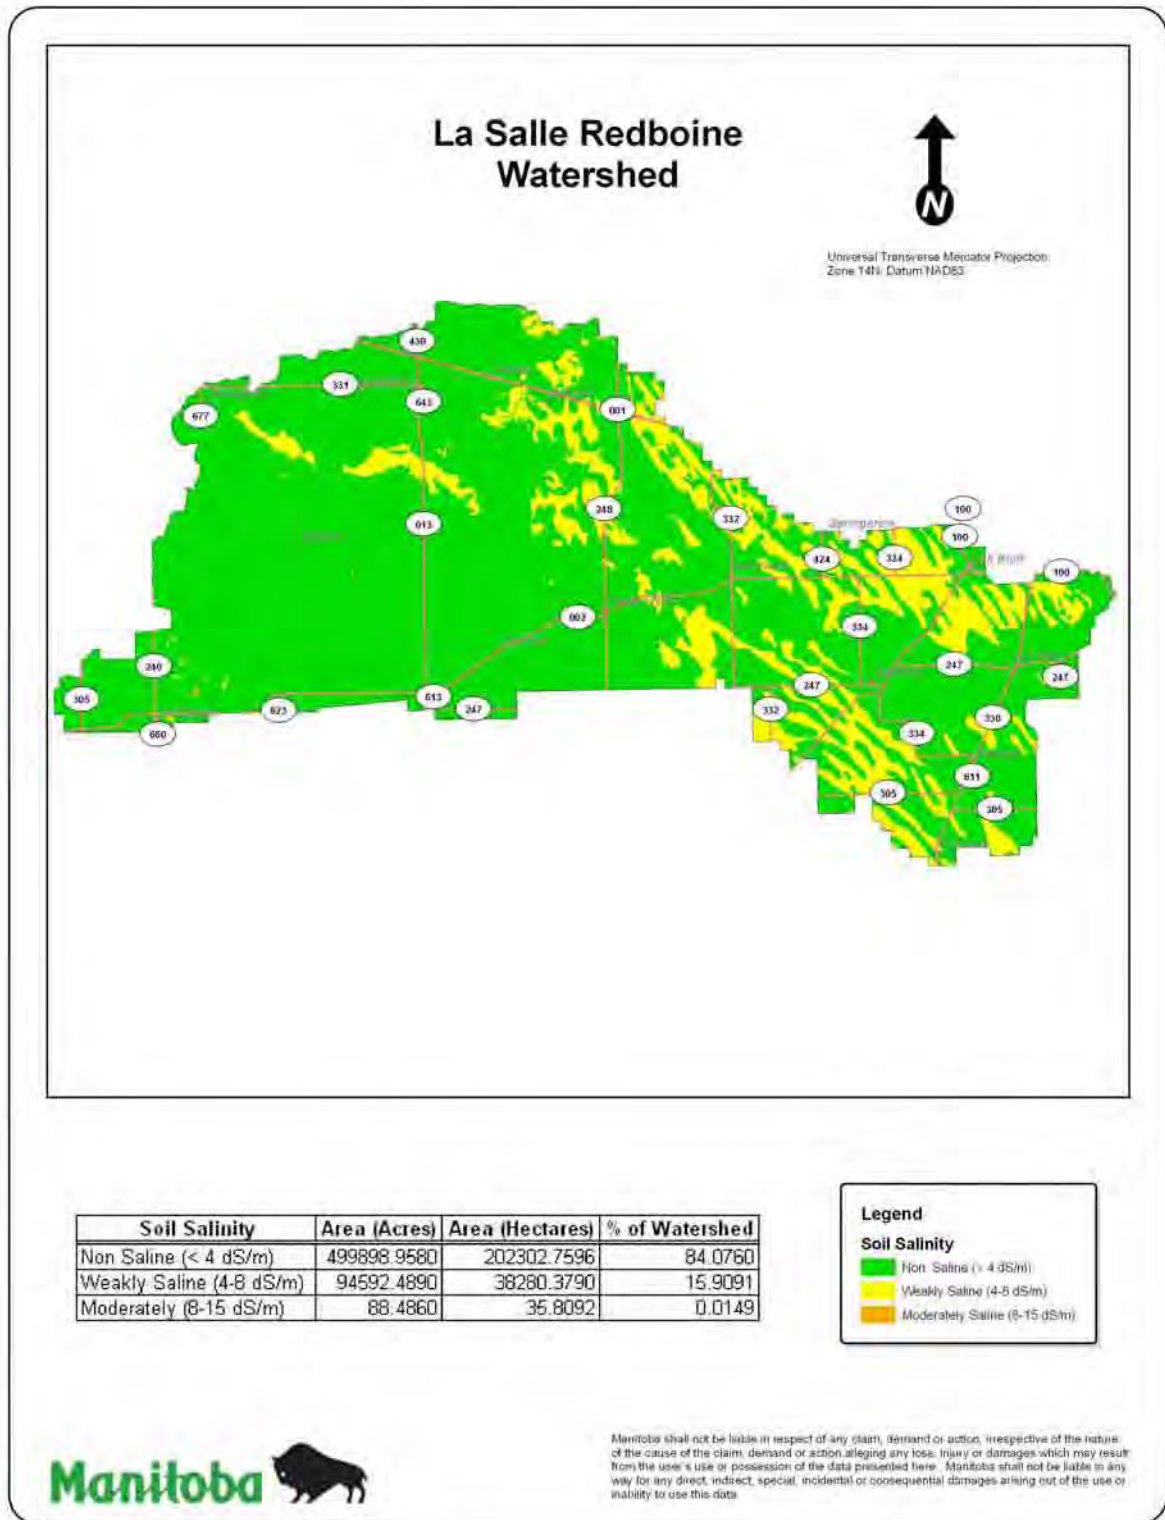 La Salle Redboine
Watershed
N
Universal Transverse Mercator Projection
Zone 14N, Datum NAD83
430
331
643
677
001
013
248
332
100
100
424
334
100
002
334
240
247
247
305
613
247
623
332
330
660
334
811
305
305
Soil Salinity Area (Acres) Area (Hectares) % of Watershed
Non Saline (< 4 dS/m) 499898.9580 202302.7596 84.0760
Weakly Saline (4-8 dS/m) 94592.4890 38280.3790 15.9091
Moderately (8-15 dS/m) 88.4860 35.8092 0.0149
Legend
Soil Salinity
Non Saline (< 4 dS/m)
Weakly Saline (4-8 dS/m)
Moderately Saline (8-15 dS/m)
Manitoba
Manitoba shall not be liable in respect of any claim, demand or action, irrespective of the nature
of the cause of the claim, demand or action alleging any loss, injury or damages which may result
from the user's use or possession of the data presented here. Manitoba shall not be liable in any
way for any direct, indirect, special, incidental or consequential damages arising out of the use or
inability to use this data